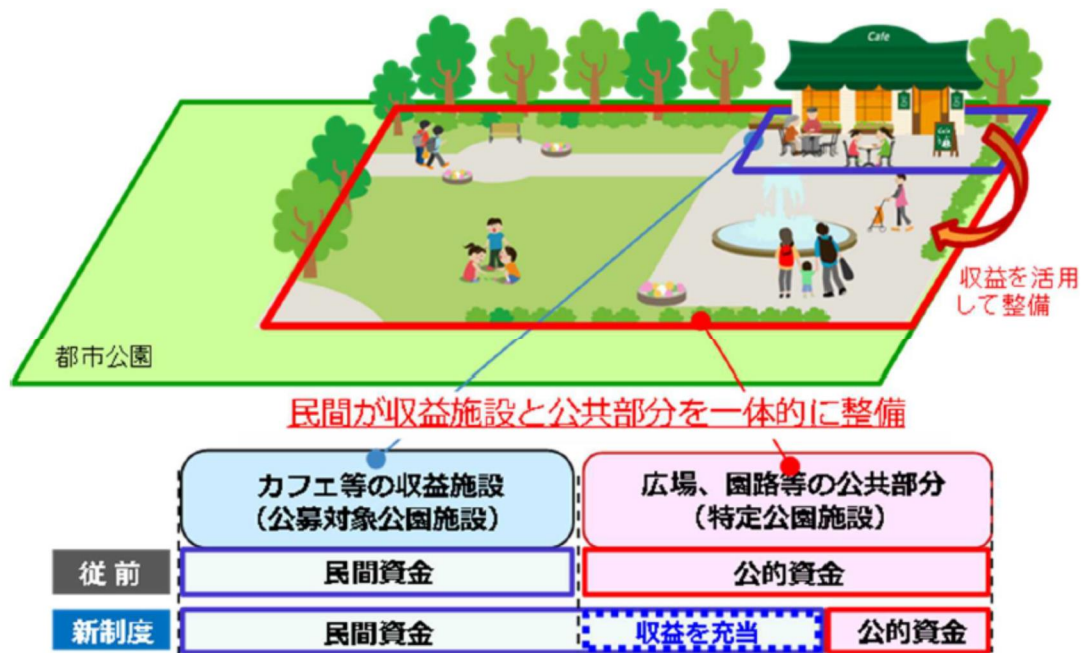 Cafe
収益を活用
して整備
都市公園
民間が収益施設と公共部分を一体的に整備
カフェ等の収益施設
（公募対象公園施設）
広場、園路等の公共部分
（特定公園施設）
従前
民間資金
公的資金
新制度
民間資金
収益を充当
公的資金